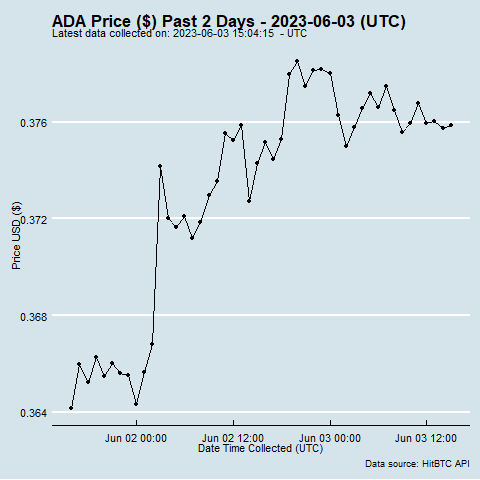 ADA Price ($) Past 2 Days - 2023-06-03 (UTC)
Latest data collected on: 2023-06-03 15:04:15 - UTC
0.376
0.372
0.368
0.364
Price USD ($)
Jun 02 00:00 Jun 02 12:00 Jun 03 00:00 Jun 03 12:00
Date Time Collected (UTC)
Data source: HitBTC API